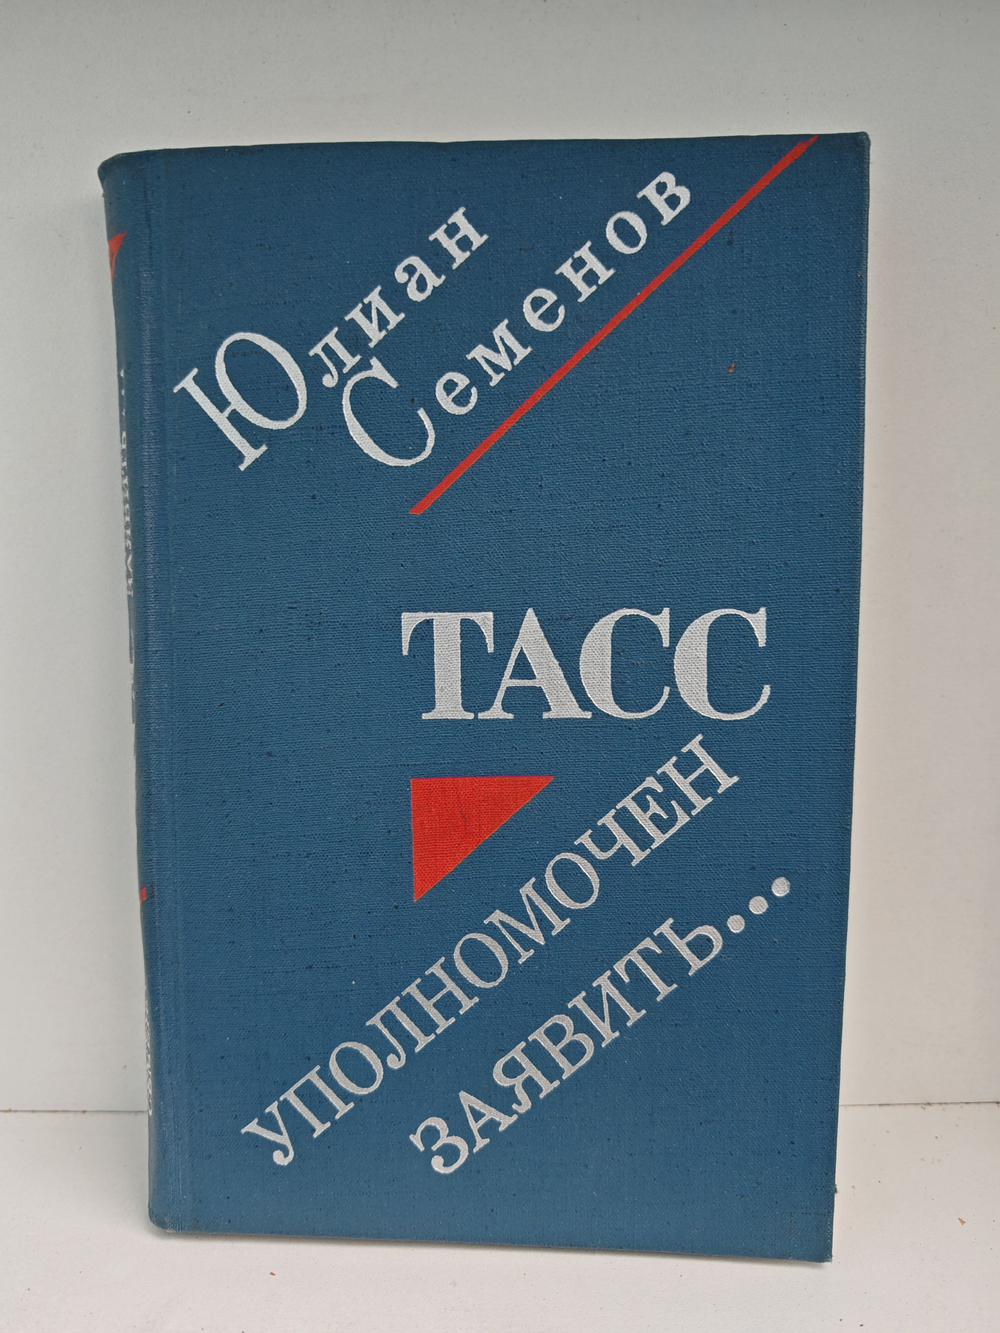 Юлиан
Семенов
ТАСС
УПОЛНОМОЧЕН
ЗАЯВИТЬ...